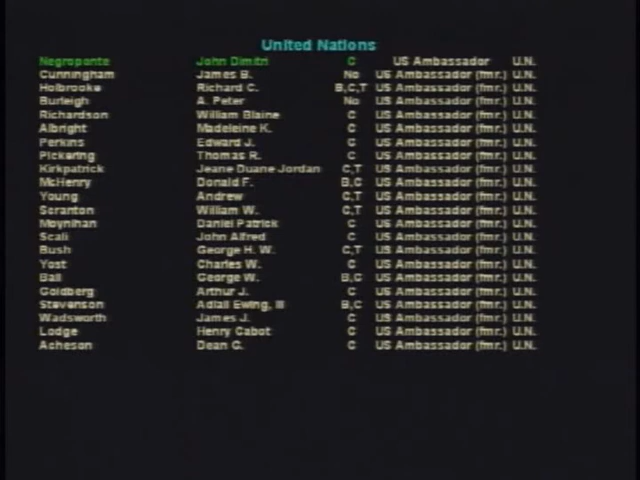 United Nations
Negroponte John Dimitri C US Ambassador U.N.
Cunningham James B. No US Ambassador (fmr.) U.N.
Holbrooke Richard C. B,C,T US Ambassador (fmr.) U.N.
Burleigh A. Peter No US Ambassador (fmr.) U.N.
Richardson William Blaine C US Ambassador (fmr.) U.N.
Albright Madeleine K. C US Ambassador (fmr.) U.N.
Perkins Edward J. C US Ambassador (fmr.) U.N.
Pickering Thomas R. C US Ambassador (fmr.) U.N.
Kirkpatrick Jeane Duane Jordan C,T US Ambassador (fmr.) U.N.
McHenry Donald F. B,C US Ambassador (fmr.) U.N.
Young Andrew C,T US Ambassador (fmr.) U.N.
Scranton William W. C,T US Ambassador (fmr.) U.N.
Moynihan Daniel Patrick C US Ambassador (fmr.) U.N.
Scali John Alfred C US Ambassador (fmr.) U.N.
Bush George H. W. C,T US Ambassador (fmr.) U.N.
Yost Charles W. C US Ambassador (fmr.) U.N.
Ball George W. B,C US Ambassador (fmr.) U.N.
Goldberg Arthur J. C US Ambassador (fmr.) U.N.
Stevenson Adlail Ewing, III B,C US Ambassador (fmr.) U.N.
Wadsworth James J. C US Ambassador (fmr.) U.N.
Lodge Henry Cabot C US Ambassador (fmr.) U.N.
Acheson Dean C. C US Ambassador (fmr.) U.N.